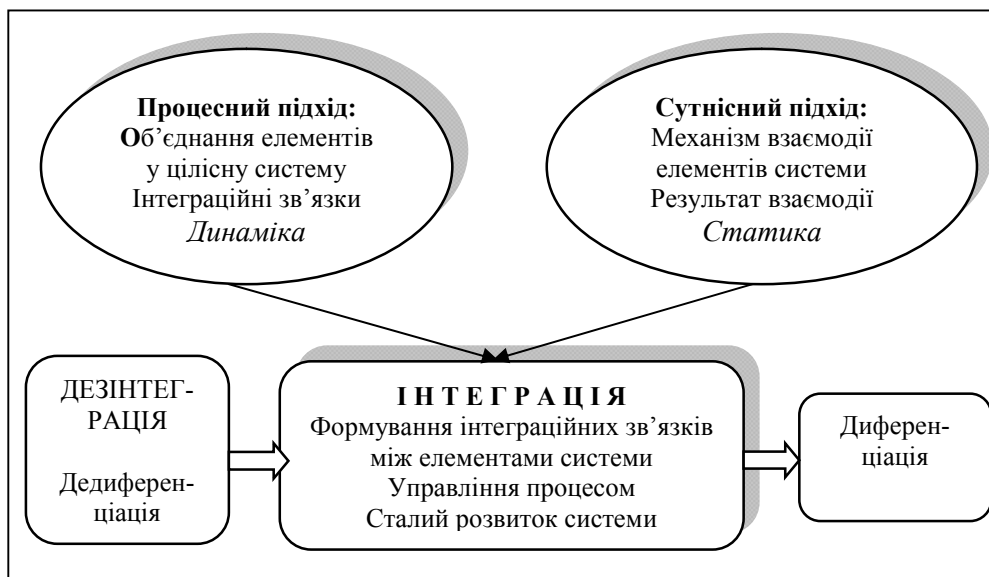 Процесний підхід:
Об’єднання елементів
у цілісну систему
Інтеграційні зв’язки
Динаміка
Сутнісний підхід:
Механізм взаємодії
елементів системи
Результат взаємодії
Статика
ДЕЗІНТЕГ-
РАЦІЯ
Дедиферен-
ціація
І Н Т Е Г Р А Ц І Я
Формування інтеграційних зв’язків
між елементами системи
Управління процесом
Сталий розвиток системи
Диферен-
ціація